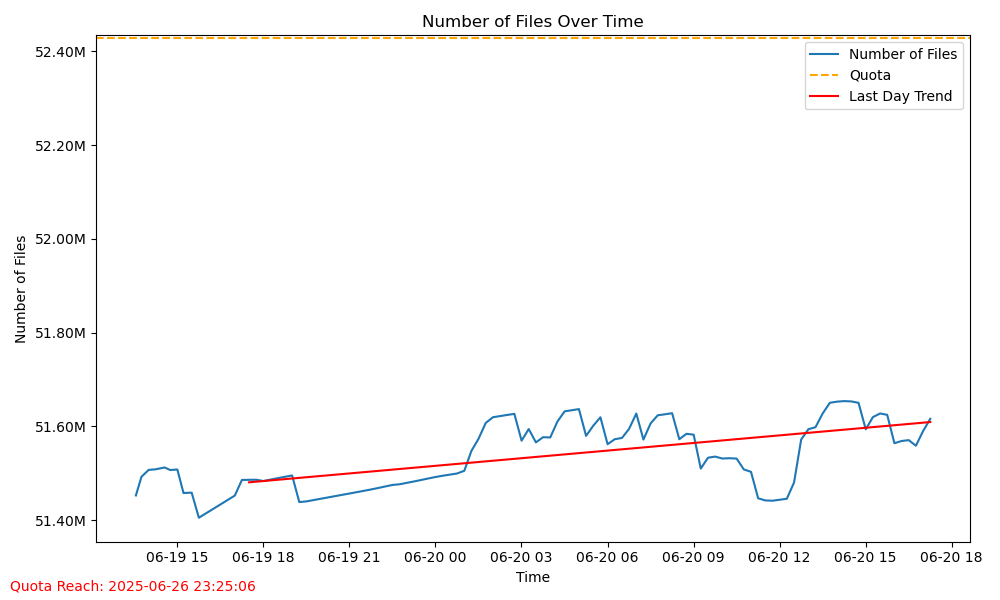 Number of Files Over Time
Number of Files
Quota
Last Day Trend
52.40M
52.20M
52.00M
51.80M
51.60M
51.40M
Number of Files
06-19 15
06-19 18
06-19 21
06-20 00
06-20 03
06-20 06
06-20 09
06-20 12
06-20 15
06-20 18
Time
Quota Reach: 2025-06-26 23:25:06